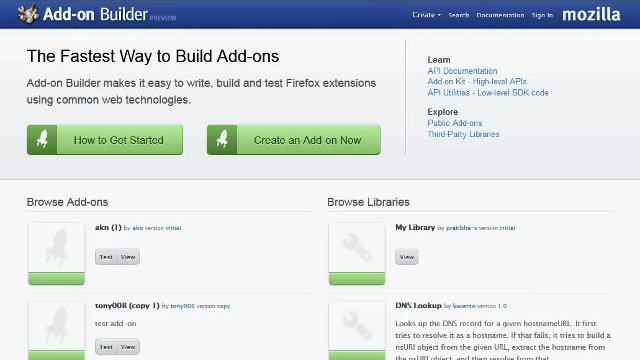 Add-on Builder PREVIEW
Create Search Documentation Sign In mozilla
The Fastest Way to Build Add-ons
Add-on Builder makes it easy to write, build and test Firefox extensions
using common web technologies.
How to Get Started
Create an Add-on Now
Learn
API Documentation
Add-on Kit - High-level APIs
API Utilities - Low-level SDK code
Explore
Public Add-ons
Third-Party Libraries
Browse Add-ons
akn (1) by akn version initial
Test View
tony008 (copy 1) by tony008 version copy
test add-on
Test View
Browse Libraries
My Library by pratibha-v version initial
View
DNS Lookup by kwierso version 1.0
Looks up the DNS record for a given hostnameURL. It first
tries to resolve it as a hostname. If that fails, it tries to build a
nsURI object from the given URL, extract the hostname from
the nsURI object, and then resolve from that.